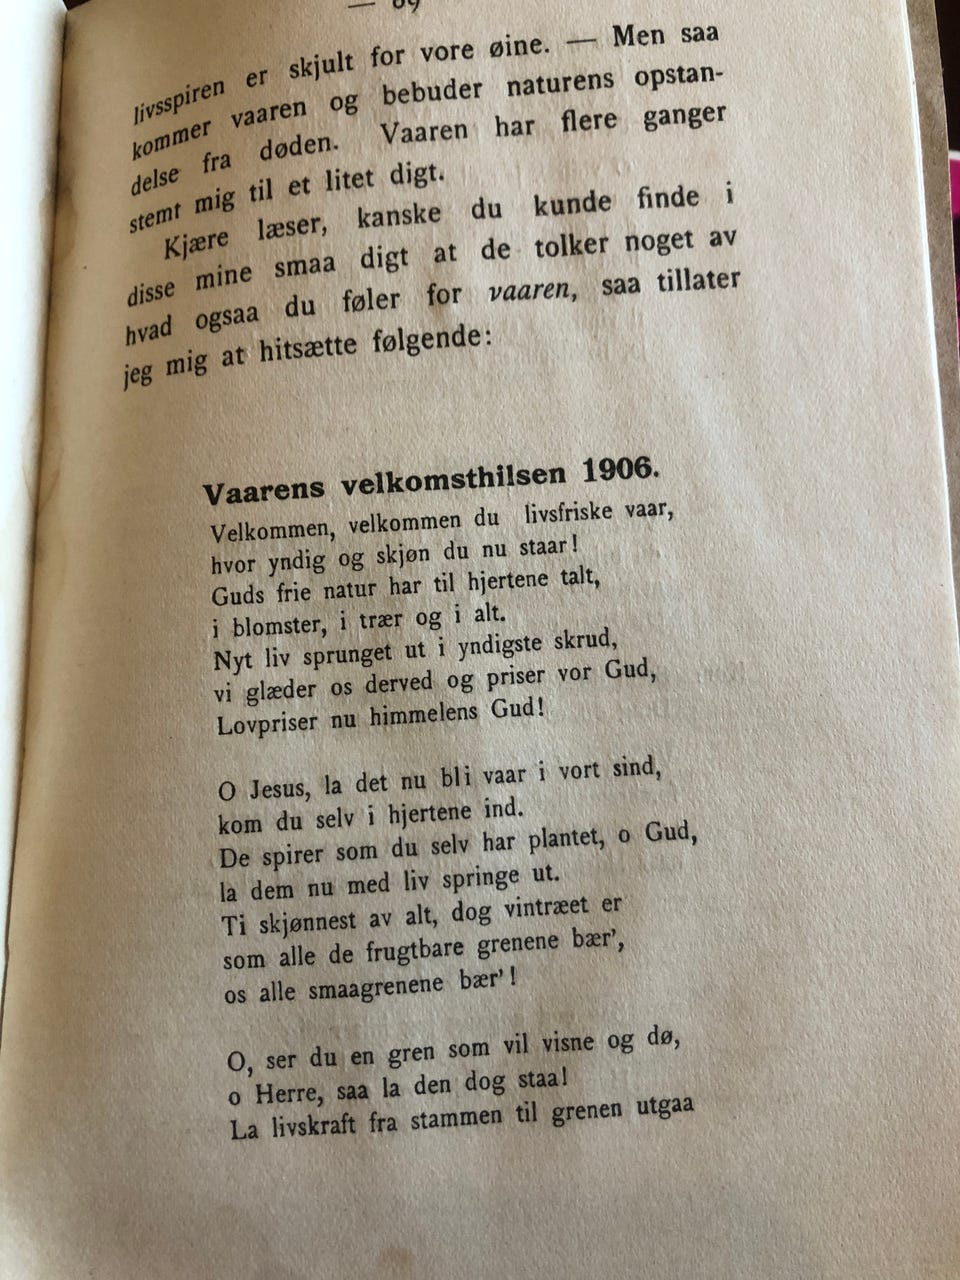 — 69
livsspiren er skjult for vore øine. — Men saa
kommer vaaren og bebuder naturens opstan-
delse fra døden. Vaaren har flere ganger
stemt mig til et litet digt.
Kjære læser, kanske du kunde finde i
disse mine smaa digt at de tolker noget av
hvad ogsaa du føler for vaaren, saa tillater
jeg mig at hitsætte følgende:
Vaarens velkomsthilsen 1906.
Velkommen, velkommen du livsfriske vaar,
hvor yndig og skjøn du nu staar!
Guds frie natur har til hjertene talt,
i blomster, i trær og i alt.
Nyt liv sprunget ut i yndigste skrud,
vi glæder os derved og priser vor Gud,
Lovpriser nu himmelens Gud!
O Jesus, la det nu bli vaar i vort sind,
kom du selv i hjertene ind.
De spirer som du selv har plantet, o Gud,
la dem nu med liv springe ut.
Ti skjønnest av alt, dog vintræet er
som alle de frugtbare grenene bær',
os alle smaagrenene bær'!
O, ser du en gren som vil visne og dø,
o Herre, saa la den dog staa!
La livskraft fra stammen til grenen utgaa